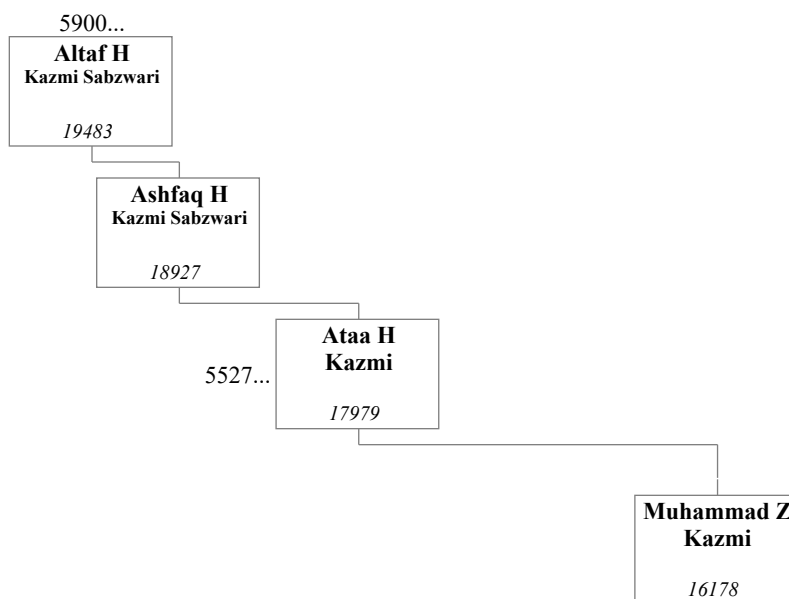 5900...
Altaf H
Kazmi Sabzwari
19483
Ashfaq H
Kazmi Sabzwari
18927
Ataa H
Kazmi
5527...
17979
Muhammad Z
Kazmi
16178